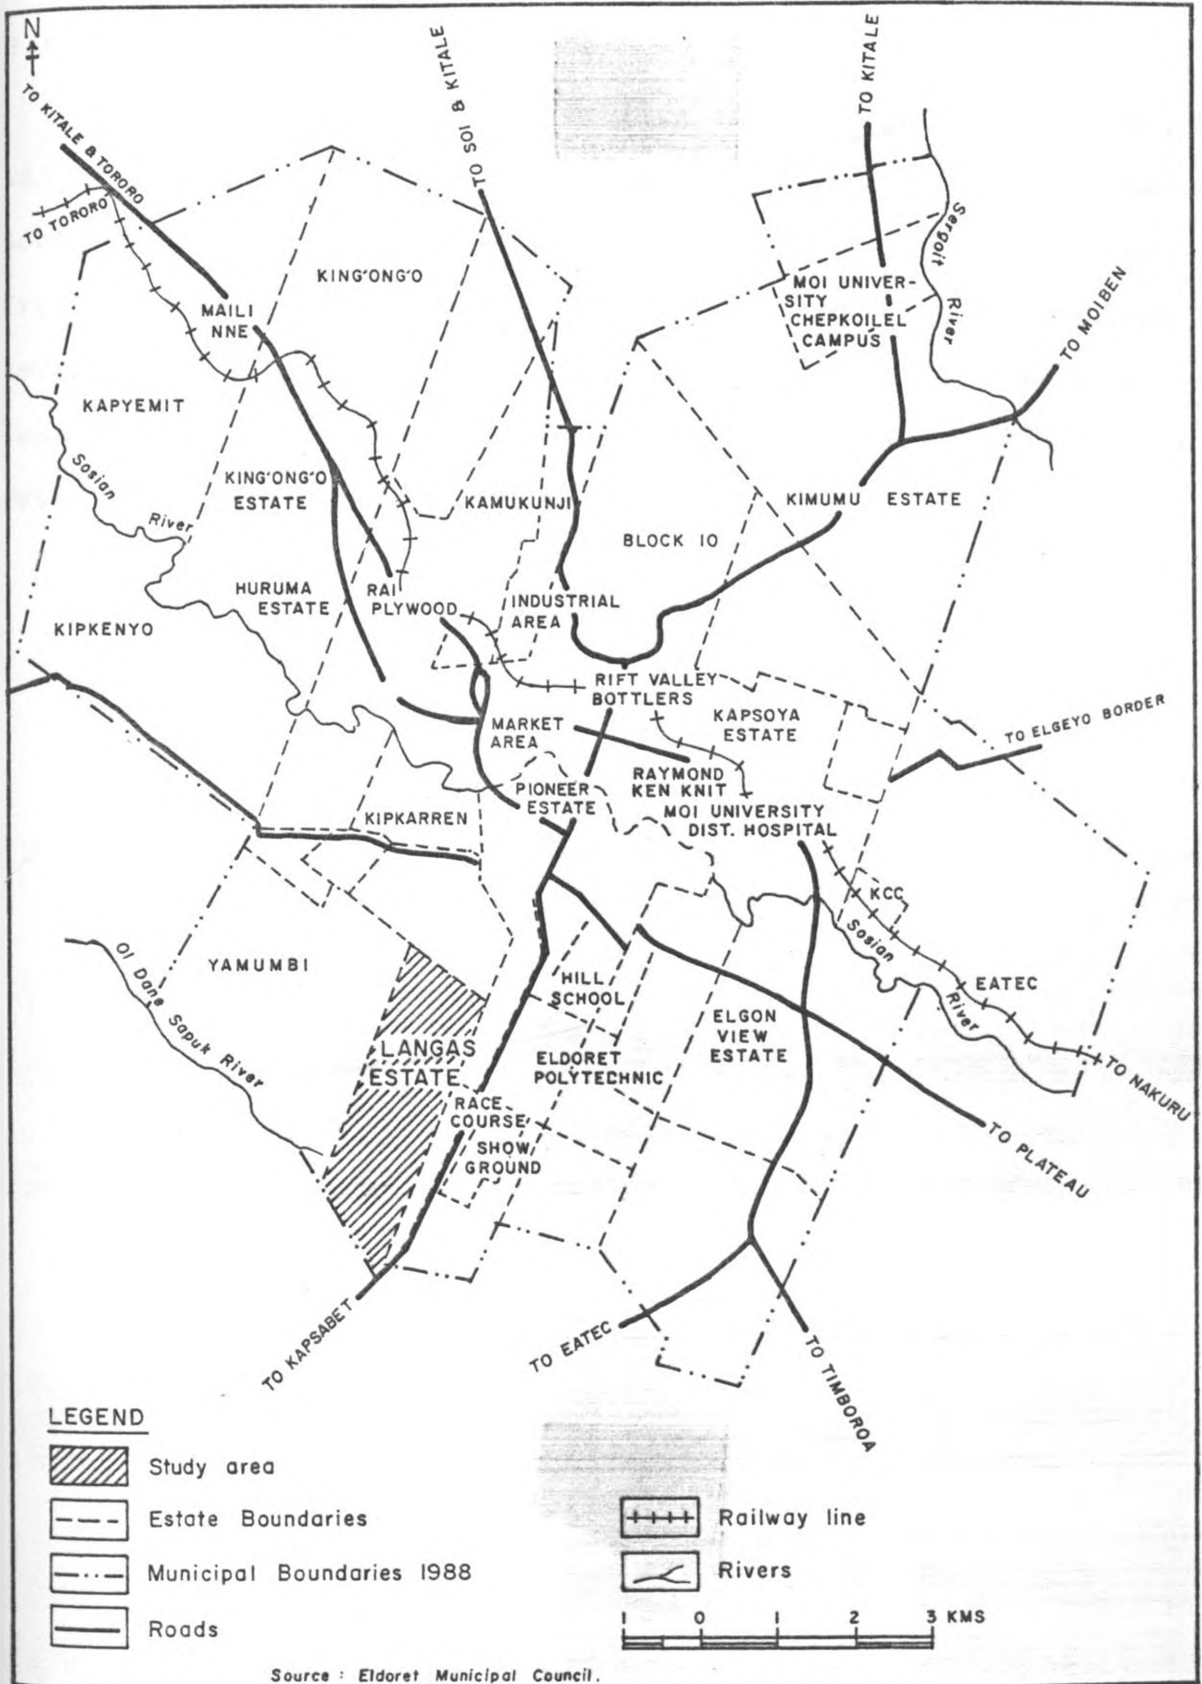 N
TO KITALE & TORORO
TO TORORO
TO SOI & KITALE
TO KITALE
Sergoit
River
TO MOIBEN
KING'ONG'O
MAILI
NNE
MOI UNIVER-
SITY
CHEPKOILEL
CAMPUS
KAPYEMIT
Sosian
River
KING'ONG'O
ESTATE
KAMUKUNJI
KIMUMU ESTATE
BLOCK 10
HURUMA
ESTATE
RAI
PLYWOOD
INDUSTRIAL
AREA
KIPKENYO
RIFT VALLEY
BOTTLERS
KAPSOYA
ESTATE
TO ELGEYO BORDER
MARKET
AREA
RAYMOND
KEN KNIT
PIONEER
ESTATE
MOI UNIVERSITY
DIST. HOSPITAL
KIPKARREN
KCC
Sosian
River
EATEC
TO NAKURU
YAMUMBI
Ol Dane Sapuk River
HILL
SCHOOL
ELGON
VIEW
ESTATE
LANGAS
ESTATE
ELDORET
POLYTECHNIC
RACE
COURSE
SHOW
GROUND
TO PLATEAU
TO KAPSABET
TO EATEC
TO TIMBOROA
LEGEND
Study area
Estate Boundaries
Municipal Boundaries 1988
Roads
Railway line
Rivers
1 0 1 2 3 KMS
Source : Eldoret Municipal Council.